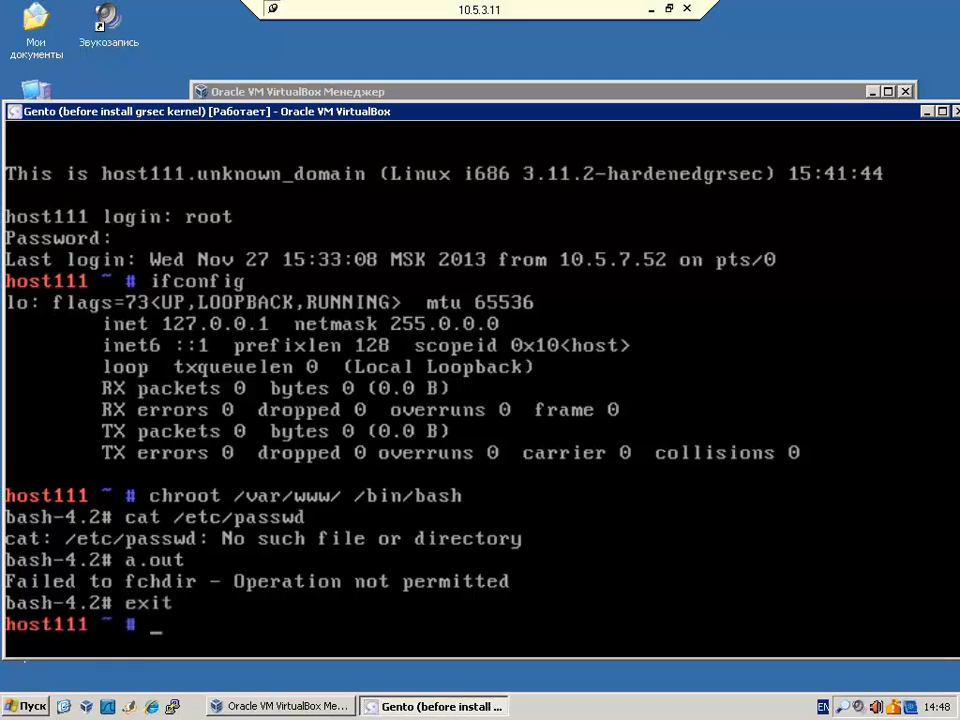 10.5.3.11
Мои
документы
Звукозапись
Oracle VM VirtualBox Менеджер
Gento (before install grsec kernel) [Работает] - Oracle VM VirtualBox
This is host111.unknown_domain (Linux i686 3.11.2-hardenedgrsec) 15:41:44
host111 login: root
Password:
Last login: Wed Nov 27 15:33:08 MSK 2013 from 10.5.7.52 on pts/0
host111 ~ # ifconfig
lo: flags=73<UP,LOOPBACK,RUNNING>  mtu 65536
inet 127.0.0.1  netmask 255.0.0.0
inet6 ::1  prefixlen 128  scopeid 0x10<host>
loop  txqueuelen 0  (Local Loopback)
RX packets 0  bytes 0 (0.0 B)
RX errors 0  dropped 0  overruns 0  frame 0
TX packets 0  bytes 0 (0.0 B)
TX errors 0  dropped 0 overruns 0  carrier 0  collisions 0
host111 ~ # chroot /var/www/ /bin/bash
bash-4.2# cat /etc/passwd
cat: /etc/passwd: No such file or directory
bash-4.2# a.out
Failed to fchdir - Operation not permitted
bash-4.2# exit
host111 ~ # _
Пуск
Oracle VM VirtualBox Ме...
Gento (before install ...
EN
14:48